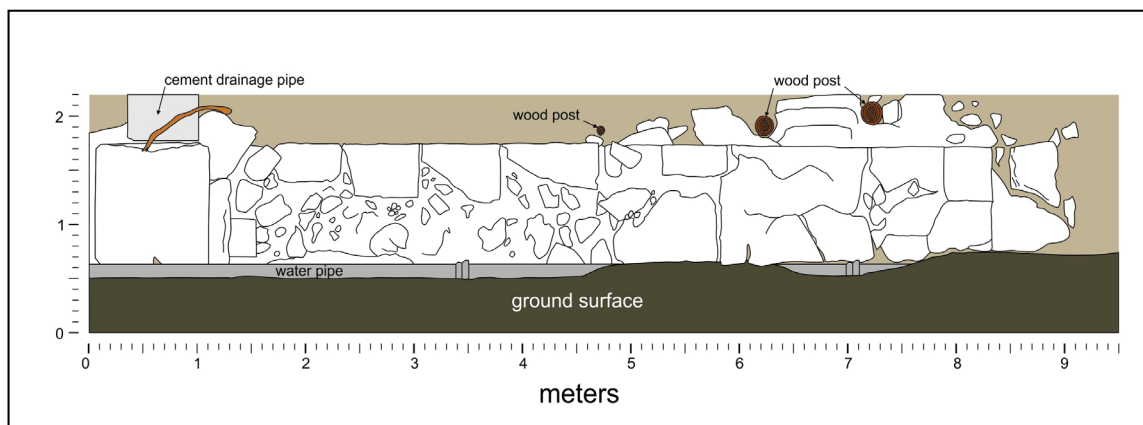 cement drainage pipe
wood post
wood post
2
1
0
water pipe
ground surface
0 1 2 3 4 5 6 7 8 9
meters